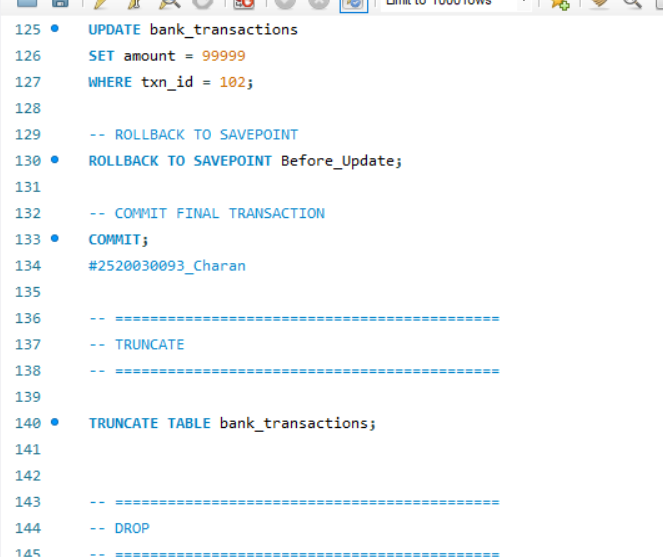 Limit to 10001 rows
125 UPDATE bank_transactions
126 SET amount = 99999
127 WHERE txn_id = 102;
128
129 -- ROLLBACK TO SAVEPOINT
130 ROLLBACK TO SAVEPOINT Before_Update;
131
132 -- COMMIT FINAL TRANSACTION
133 COMMIT;
134 #2520030093_Charan
135
136 -- ============================================
137 -- TRUNCATE
138 -- ============================================
139
140 TRUNCATE TABLE bank_transactions;
141
142
143 -- ============================================
144 -- DROP
145 -- ============================================